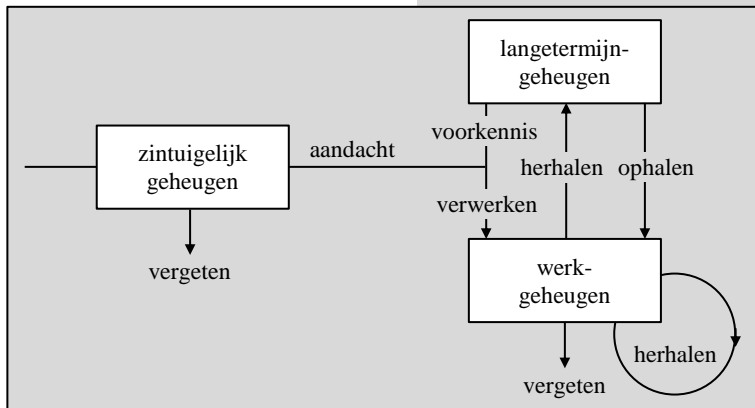 langetermijn-
geheugen
voorkennis
zintuigelijk
geheugen
aandacht
herhalen
ophalen
verwerken
vergeten
werk-
geheugen
herhalen
vergeten